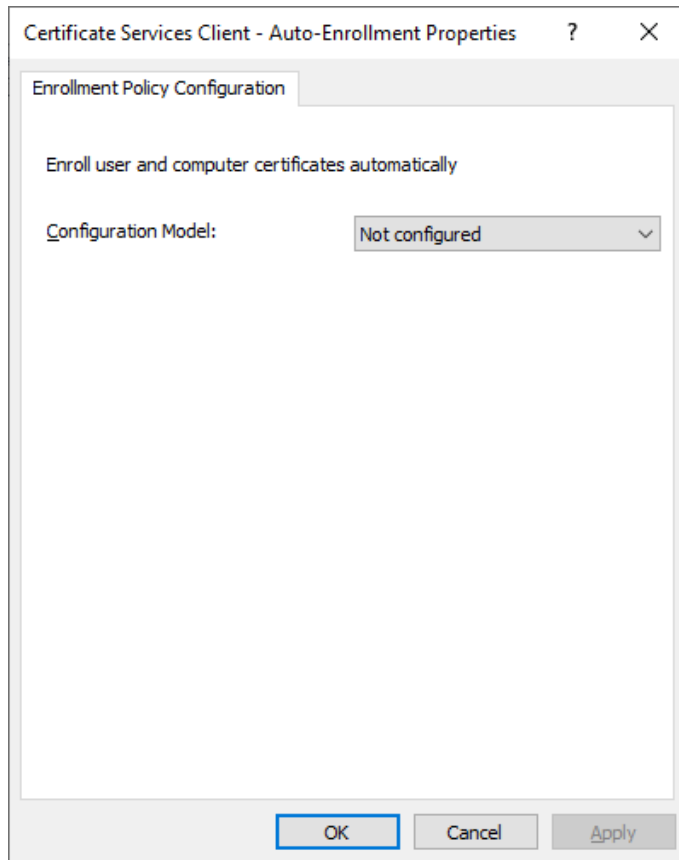 Certificate Services Client - Auto-Enrollment Properties ? ✕
Enrollment Policy Configuration
Enroll user and computer certificates automatically
Configuration Model: Not configured
OK Cancel Apply